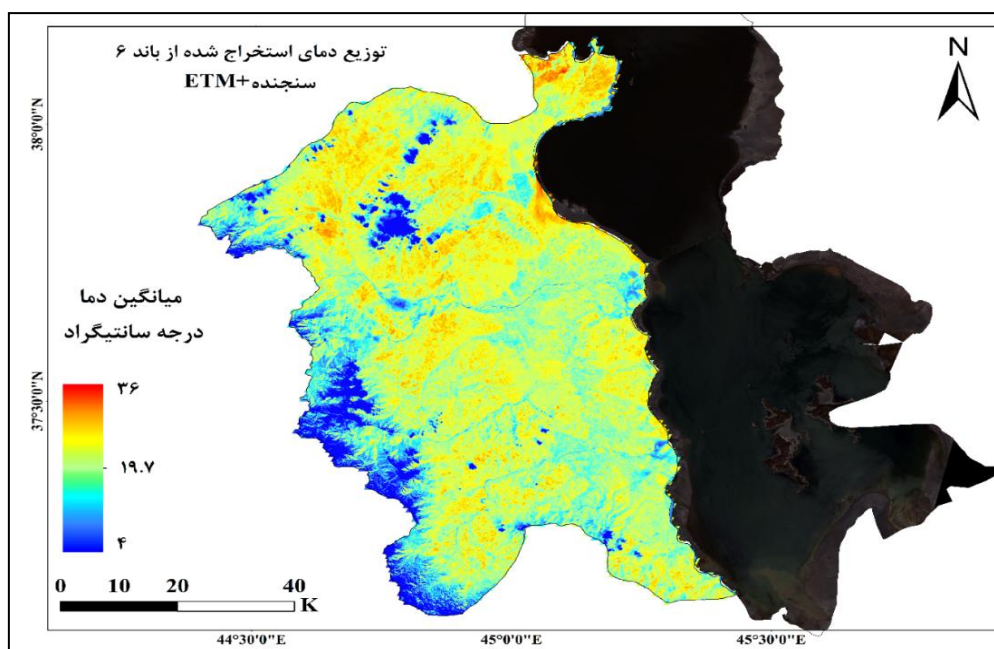 توزیع دمای استخراج شده از باند ۶
سنجنده +ETM
N
38°0'0"N
37°30'0"N
میانگین دما
درجه سانتیگراد
۳۶
۱۹.۷
۴
0 10 20 40
K
44°30'0"E 45°0'0"E 45°30'0"E